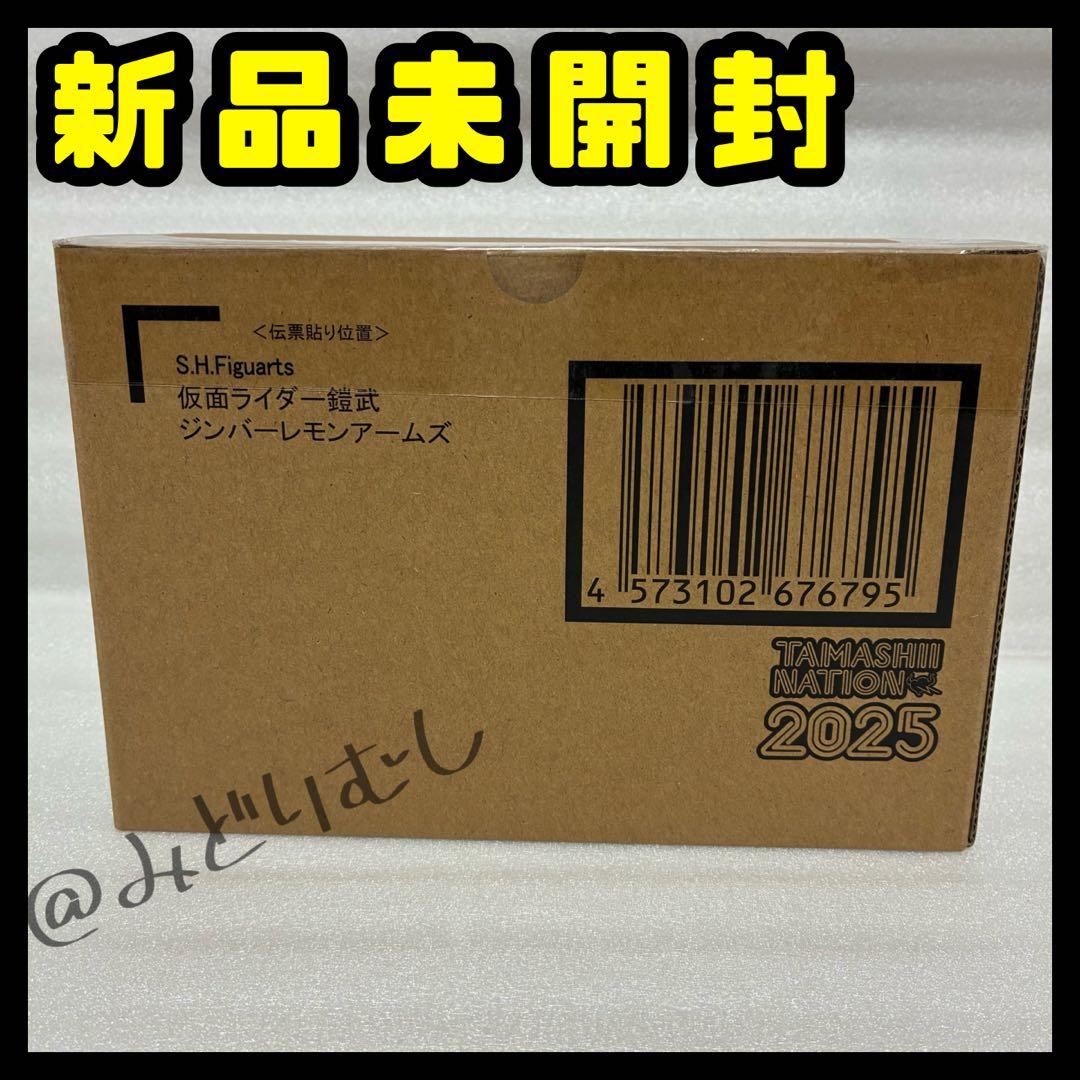 新品未開封
<伝票貼り位置>
S.H.Figuarts
仮面ライダー鎧武
ジンバーレモンアームズ
4 573102 676795
TAMASHII
NATION
2025
@みどりむし